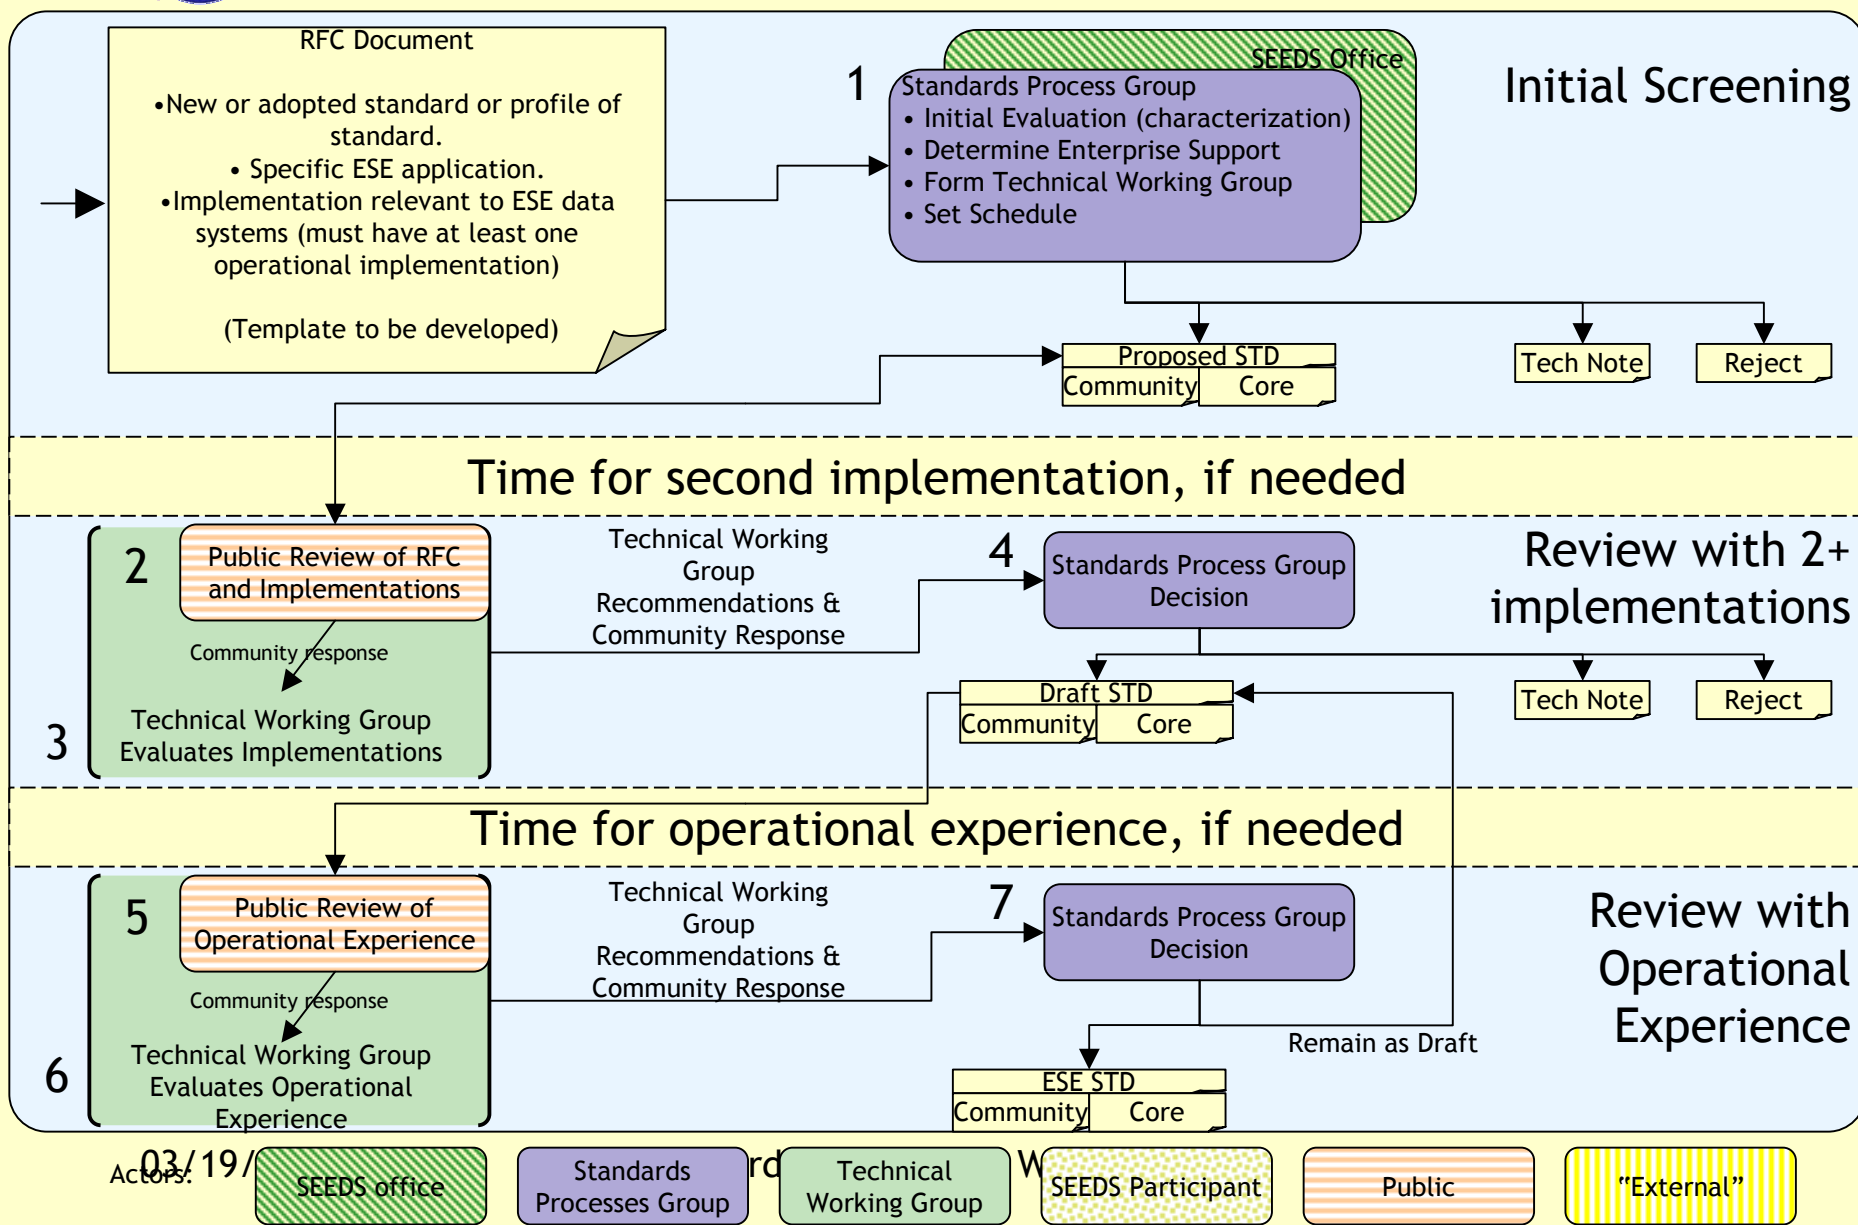 RFC Document
•New or adopted standard or profile of
standard.
• Specific ESE application.
•Implementation relevant to ESE data
systems (must have at least one
operational implementation)
(Template to be developed)
1
SEEDS Office
Standards Process Group
• Initial Evaluation (characterization)
• Determine Enterprise Support
• Form Technical Working Group
• Set Schedule
Initial Screening
Proposed STD
Community
Core
Tech Note
Reject
Time for second implementation, if needed
2
Public Review of RFC
and Implementations
Community response
3
Technical Working Group
Evaluates Implementations
Technical Working
Group
Recommendations &
Community Response
4
Standards Process Group
Decision
Review with 2+
implementations
Draft STD
Community
Core
Tech Note
Reject
Time for operational experience, if needed
5
Public Review of
Operational Experience
Community response
6
Technical Working Group
Evaluates Operational
Experience
Technical Working
Group
Recommendations &
Community Response
7
Standards Process Group
Decision
Review with
Operational
Experience
Remain as Draft
ESE STD
Community
Core
Actors:
03/19/
SEEDS office
Standards
Processes Group
Technical
Working Group
SEEDS Participant
Public
“External”